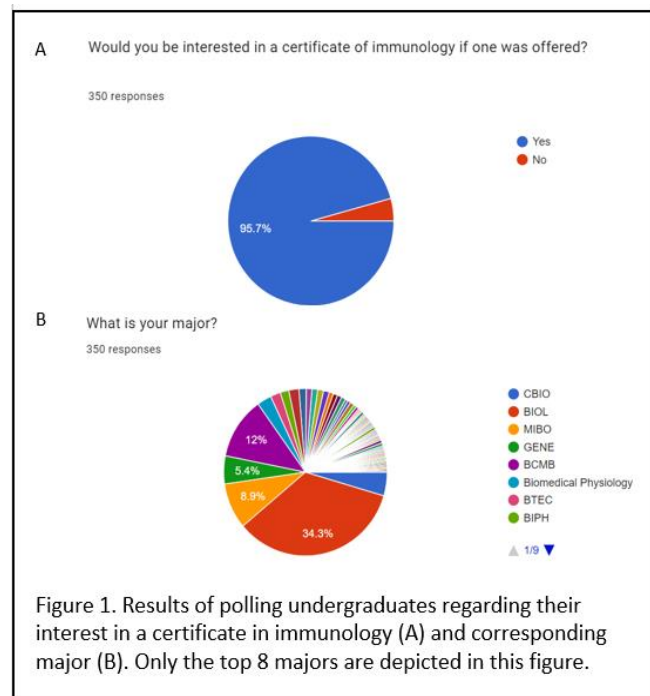 A
Would you be interested in a certificate of immunology if one was offered?
350 responses
Yes
No
95.7%
B
What is your major?
350 responses
CBIO
BIOL
MIBO
GENE
BCMB
Biomedical Physiology
BTEC
BIPH
1/9
12%
5.4%
8.9%
34.3%
Figure 1. Results of polling undergraduates regarding their
interest in a certificate in immunology (A) and corresponding
major (B). Only the top 8 majors are depicted in this figure.